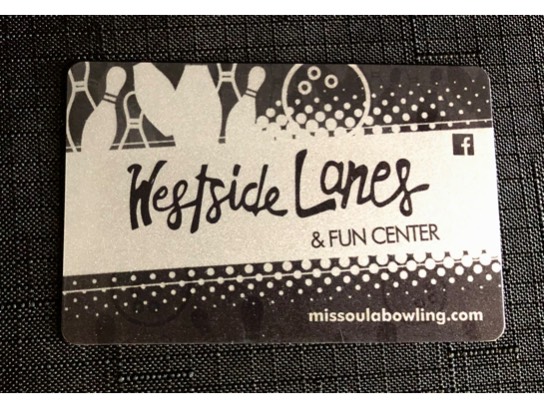 f
Westside Lanes
& FUN CENTER
missoulabowling.com